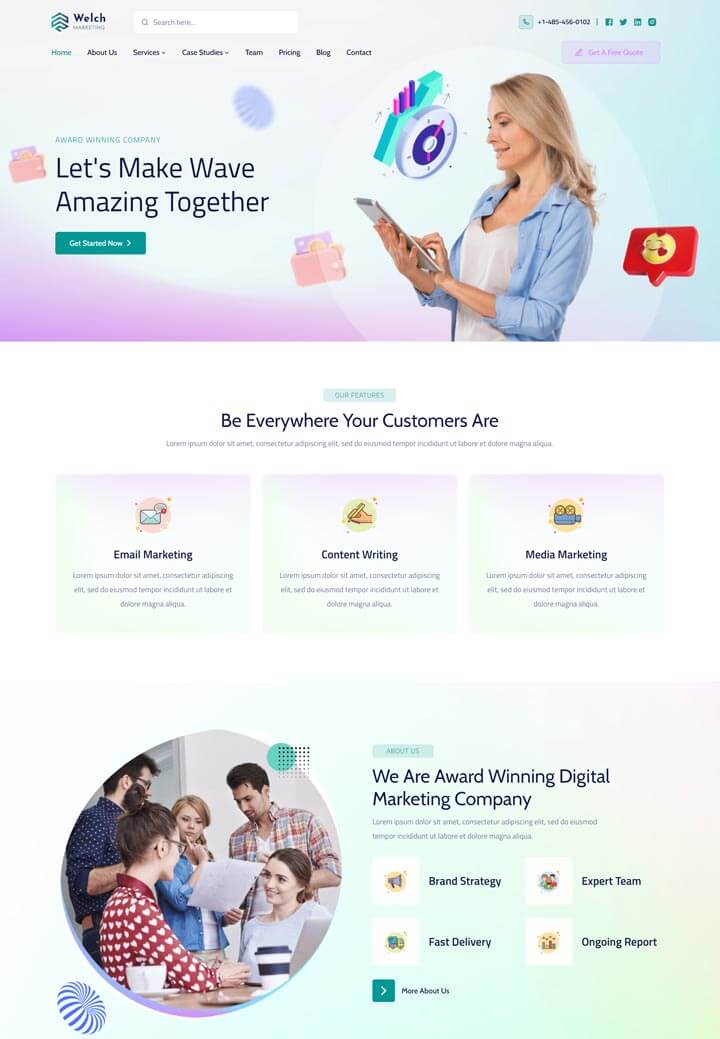 Welch
MARKETING
Search here...
+1-485-456-0102
Home About Us Services Case Studies Team Pricing Blog Contact
Get A Free Quote
AWARD WINNING COMPANY
Let's Make Wave
Amazing Together
Get Started Now
OUR FEATURES
Be Everywhere Your Customers Are
Lorem ipsum dolor sit amet, consectetur adipiscing elit, sed do eiusmod tempor incididunt ut labore et dolore magna aliqua.
Email Marketing
Lorem ipsum dolor sit amet, consectetur adipiscing
elit, sed do eiusmod tempor incididunt ut labore et
dolore magna aliqua.
Content Writing
Lorem ipsum dolor sit amet, consectetur adipiscing
elit, sed do eiusmod tempor incididunt ut labore et
dolore magna aliqua.
Media Marketing
Lorem ipsum dolor sit amet, consectetur adipiscing
elit, sed do eiusmod tempor incididunt ut labore et
dolore magna aliqua.
ABOUT US
We Are Award Winning Digital
Marketing Company
Lorem ipsum dolor sit amet, consectetur adipiscing elit, sed do eiusmod
tempor incididunt ut labore et dolore magna aliqua.
Brand Strategy
Expert Team
Fast Delivery
Ongoing Report
More About Us